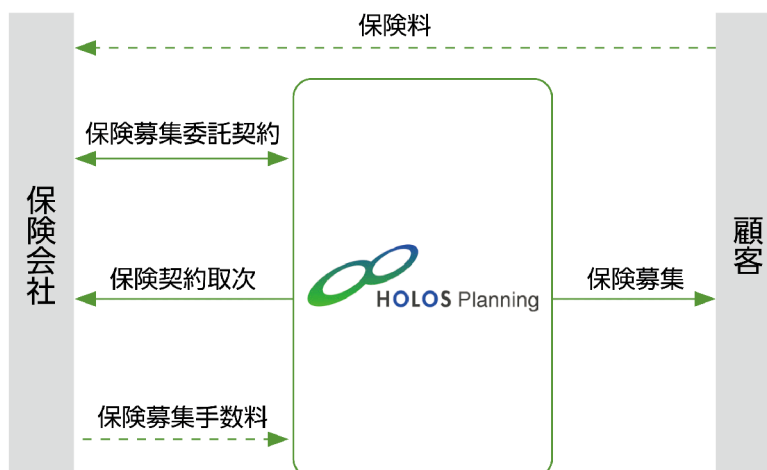 保険料
保険募集委託契約
保険会社
顧客
保険契約取次
HOLOS Planning
保険募集
保険募集手数料